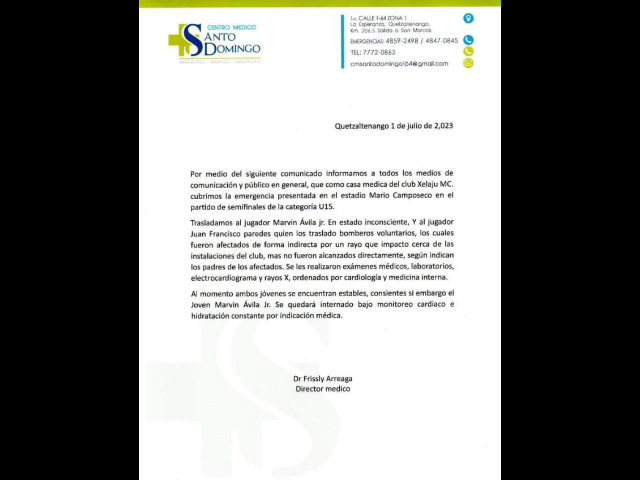 CENTRO MEDICO
SANTO
DOMINGO
1a. CALLE 1-64 ZONA 1
La Esperanza, Quetzaltenango,
Km. 206.5 Salida a San Marcos
EMERGENCIAS: 4859-2498 / 4847-0845
TEL: 7772-0862
cmsantodomingo164@gmail.com
Quetzaltenango 1 de julio de 2,023
Por medio del siguiente comunicado informamos a todos los medios de
comunicación y público en general, que como casa medica del club Xelaju MC.
cubrimos la emergencia presentada en el estadio Mario Camposeco en el
partido de semifinales de la categoría U15.
Trasladamos al jugador Marvin Ávila jr. En estado inconsciente, Y al jugador
Juan Francisco paredes quien los traslado bomberos voluntarios, los cuales
fueron afectados de forma indirecta por un rayo que impacto cerca de las
instalaciones del club, mas no fueron alcanzados directamente, según indican
los padres de los afectados. Se les realizaron exámenes médicos, laboratorios,
electrocardiograma y rayos X, ordenados por cardiología y medicina interna.
Al momento ambos jóvenes se encuentran estables, consientes si embargo el
Joven Marvin Ávila Jr. Se quedará internado bajo monitoreo cardiaco e
hidratación constante por indicación médica.
Dr Frissly Arreaga
Director medico